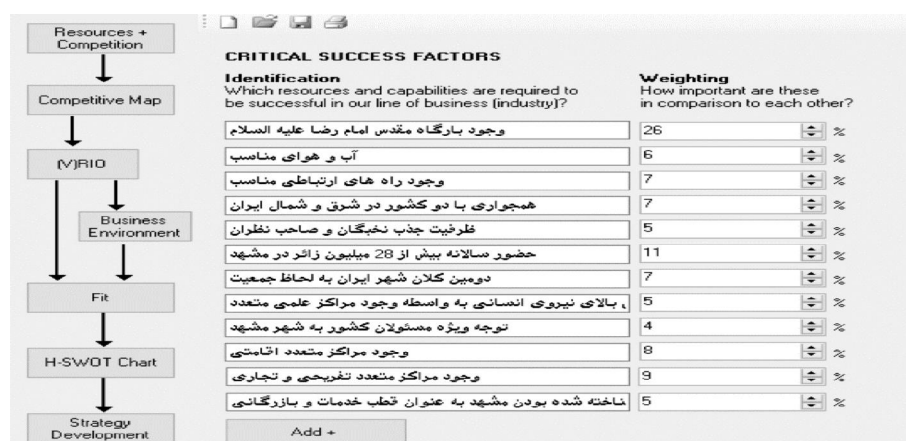 Resources +
Competition
Competitive Map
(V)RIO
Business
Environment
Fit
H-SWOT Chart
Strategy
Development
CRITICAL SUCCESS FACTORS
Identification
Which resources and capabilities are required to
be successful in our line of business (industry)?
Weighting
How important are these
in comparison to each other?
وجود بارگاه مقدس امام رضا علیه السلام 26 %
آب و هوای مناسب 6 %
وجود راه های ارتباطی مناسب 7 %
همجواری با دو کشور در شرق و شمال ایران 7 %
ظرفیت جذب نخبگان و صاحب نظران 5 %
حضور سالانه بیش از 28 میلیون زائر در مشهد 11 %
دومین کلان شهر ایران به لحاظ جمعیت 7 %
بالای نیروی انسانی به واسطه وجود مراکز علمی متعدد 5 %
توجه ویژه مسئولان کشور به شهر مشهد 4 %
وجود مراکز متعدد اقامتی 8 %
وجود مراکز متعدد تفریحی و تجاری 9 %
ناخته شده بودن مشهد به عنوان قطب خدمات و بازرگانی 5 %
Add +